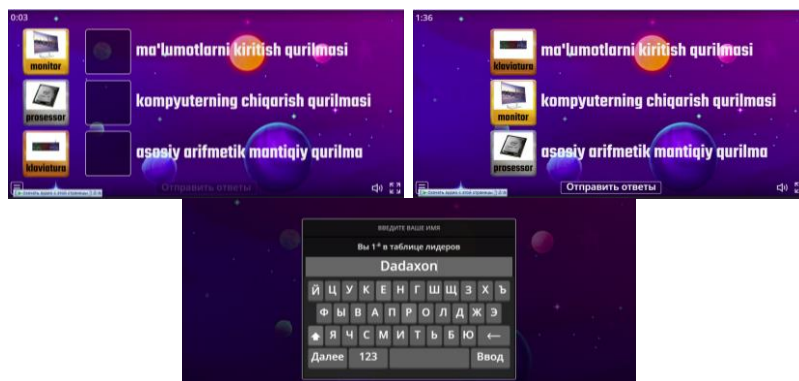 0:03
monitor
ma'lumotlarni kiritish qurilmasi
prosessor
kompyuterning chiqarish qurilmasi
klaviatura
asosiy arifmetik mantiqiy qurilma
Отправить ответы
1:36
klaviatura
ma'lumotlarni kiritish qurilmasi
monitor
kompyuterning chiqarish qurilmasi
prosessor
asosiy arifmetik mantiqiy qurilma
Отправить ответы
ВВЕДИТЕ ВАШЕ ИМЯ
Вы 1-й в таблице лидеров
Dadaxon
Й Ц У К Е Н Г Ш Щ З Х Ъ
Ф Ы В А П Р О Л Д Ж Э
Я Ч С М И Т Ь Б Ю ←
Далее 123 Ввод